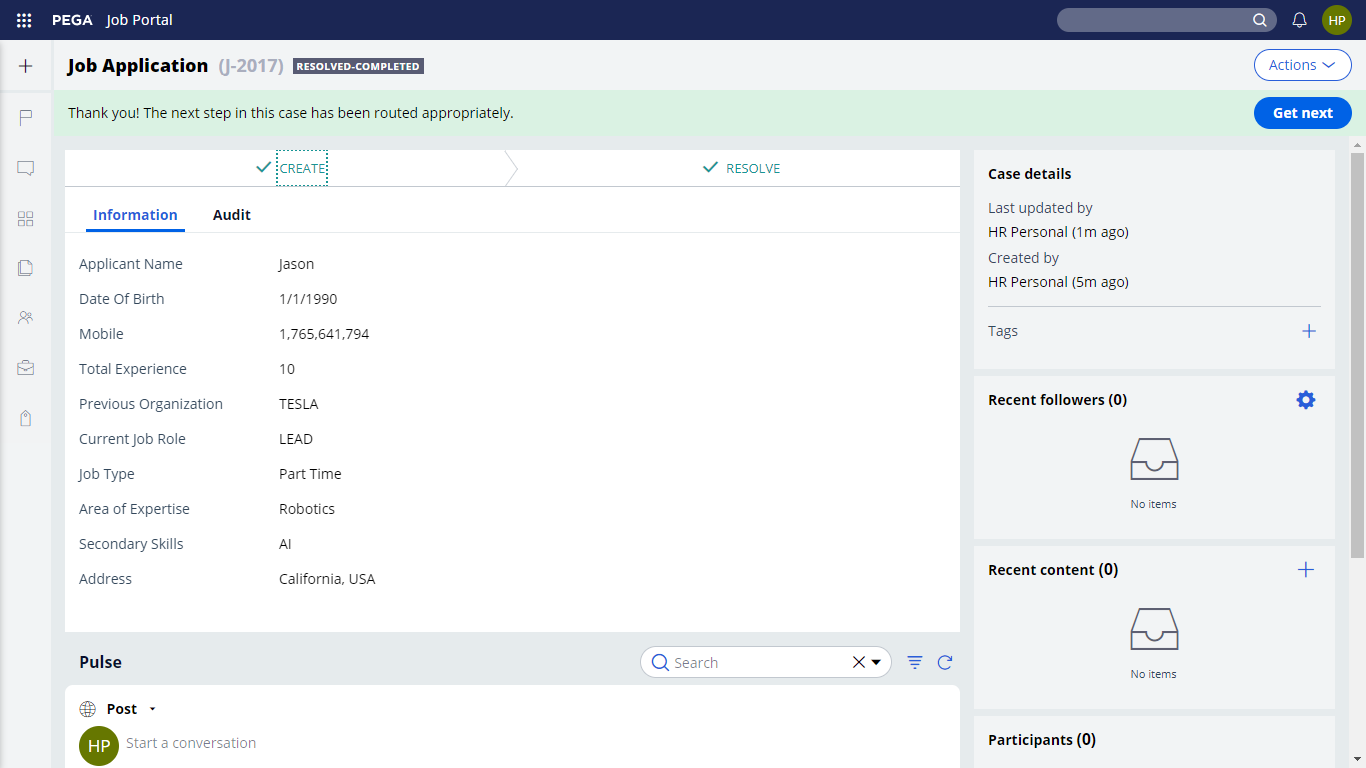 PEGA Job Portal HP
Job Application (J-2017) RESOLVED-COMPLETED Actions
Thank you! The next step in this case has been routed appropriately. Get next
CREATE RESOLVE
Information Audit
Applicant Name Jason
Date Of Birth 1/1/1990
Mobile 1,765,641,794
Total Experience 10
Previous Organization TESLA
Current Job Role LEAD
Job Type Part Time
Area of Expertise Robotics
Secondary Skills AI
Address California, USA
Pulse Search
Post
HP Start a conversation
Case details
Last updated by
HR Personal (1m ago)
Created by
HR Personal (5m ago)
Tags
Recent followers (0)
No items
Recent content (0)
No items
Participants (0)